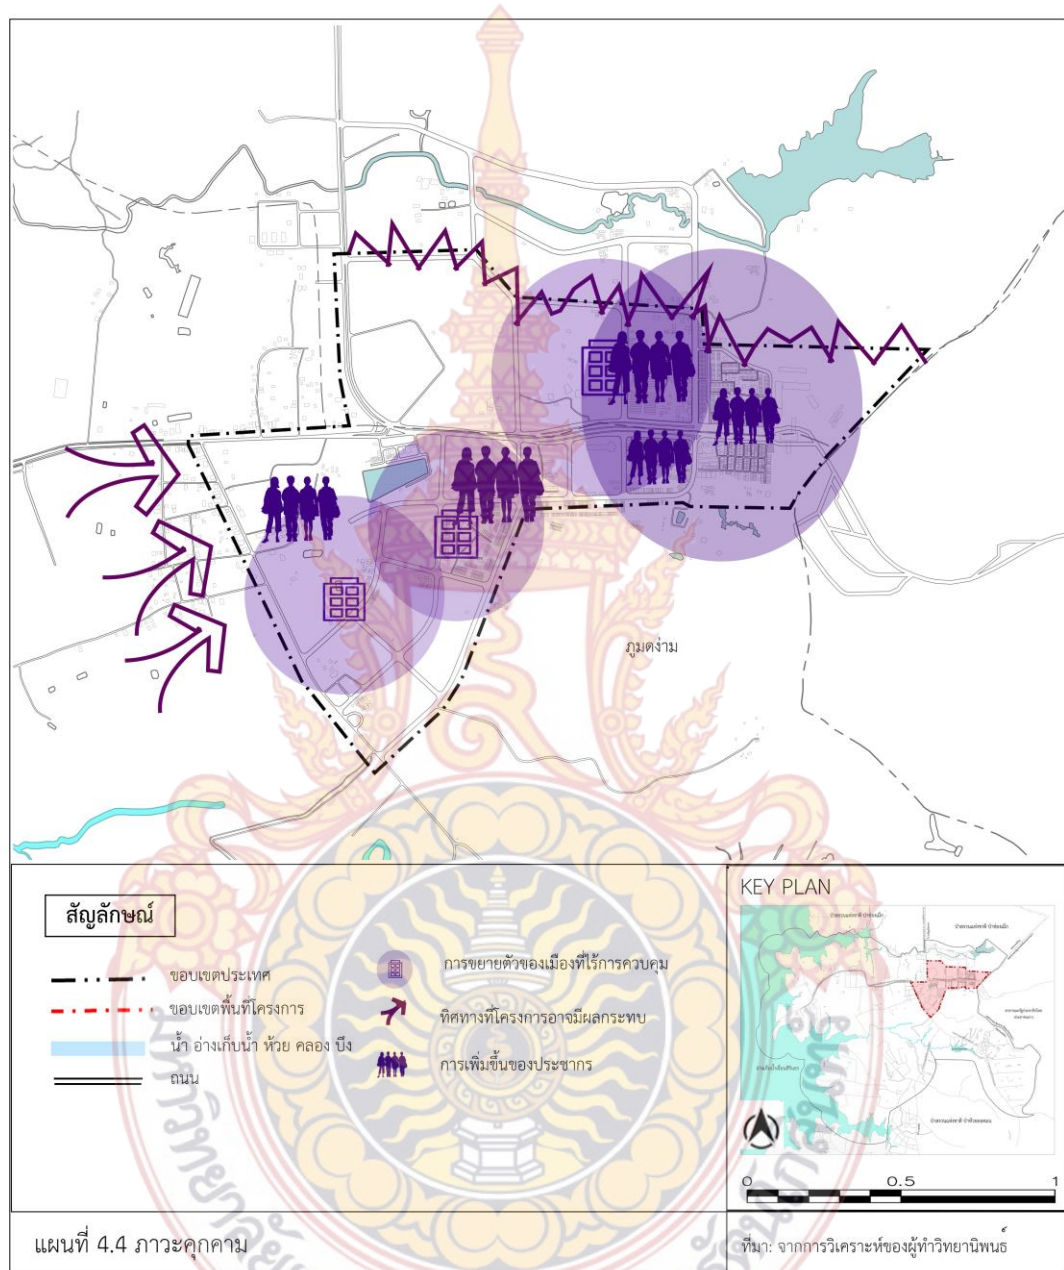 ภูมดง่าม
สัญลักษณ์
ขอบเขตประเทศ
ขอบเขตพื้นที่โครงการ
น้ำ อ่างเก็บน้ำ ห้วย คลอง บึง
ถนน
การขยายตัวของเมืองที่ไร้การควบคุม
ทิศทางที่โครงการอาจมีผลกระทบ
การเพิ่มขึ้นของประชากร
KEY PLAN
0 0.5 1
แผนที่ 4.4 ภาวะคุกคาม
ที่มา: จากการวิเคราะห์ของผู้ทำวิทยานิพนธ์